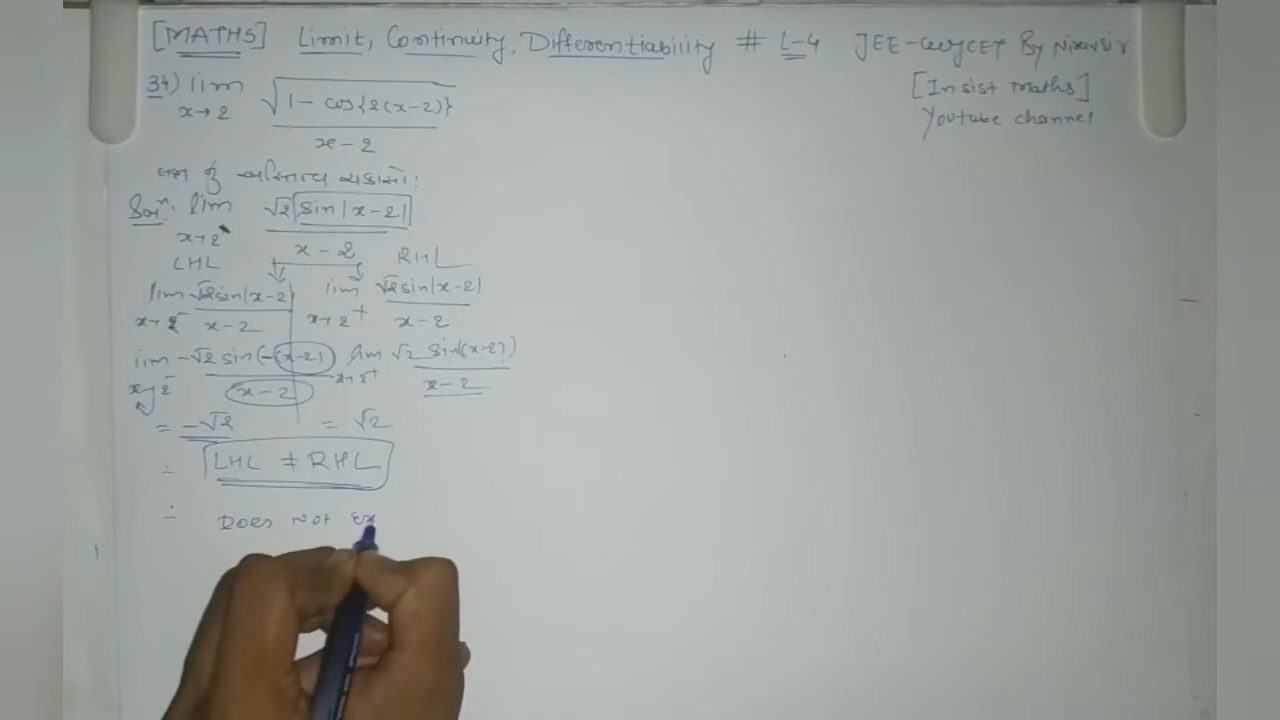 [MATHS] Limit, Continuity, Differentiability # L-4 JEE-GUJCET By Niravsir
[Insist maths]
Youtube channel
34) lim x→2 √(1 - cos{2(x-2)}) / (x-2)
Solⁿ. lim x→2 √2 |sin(x-2)| / (x-2)
LHL RHL
lim x→2⁻ √2 sin|x-2| / (x-2) lim x→2⁺ √2 sin|x-2| / (x-2)
lim x→2⁻ -√2 sin(-(x-2)) / (x-2) lim x→2⁺ √2 sin(x-2) / (x-2)
= -√2 = √2
∴ LHL ≠ RHL
∴ Does Not Ex